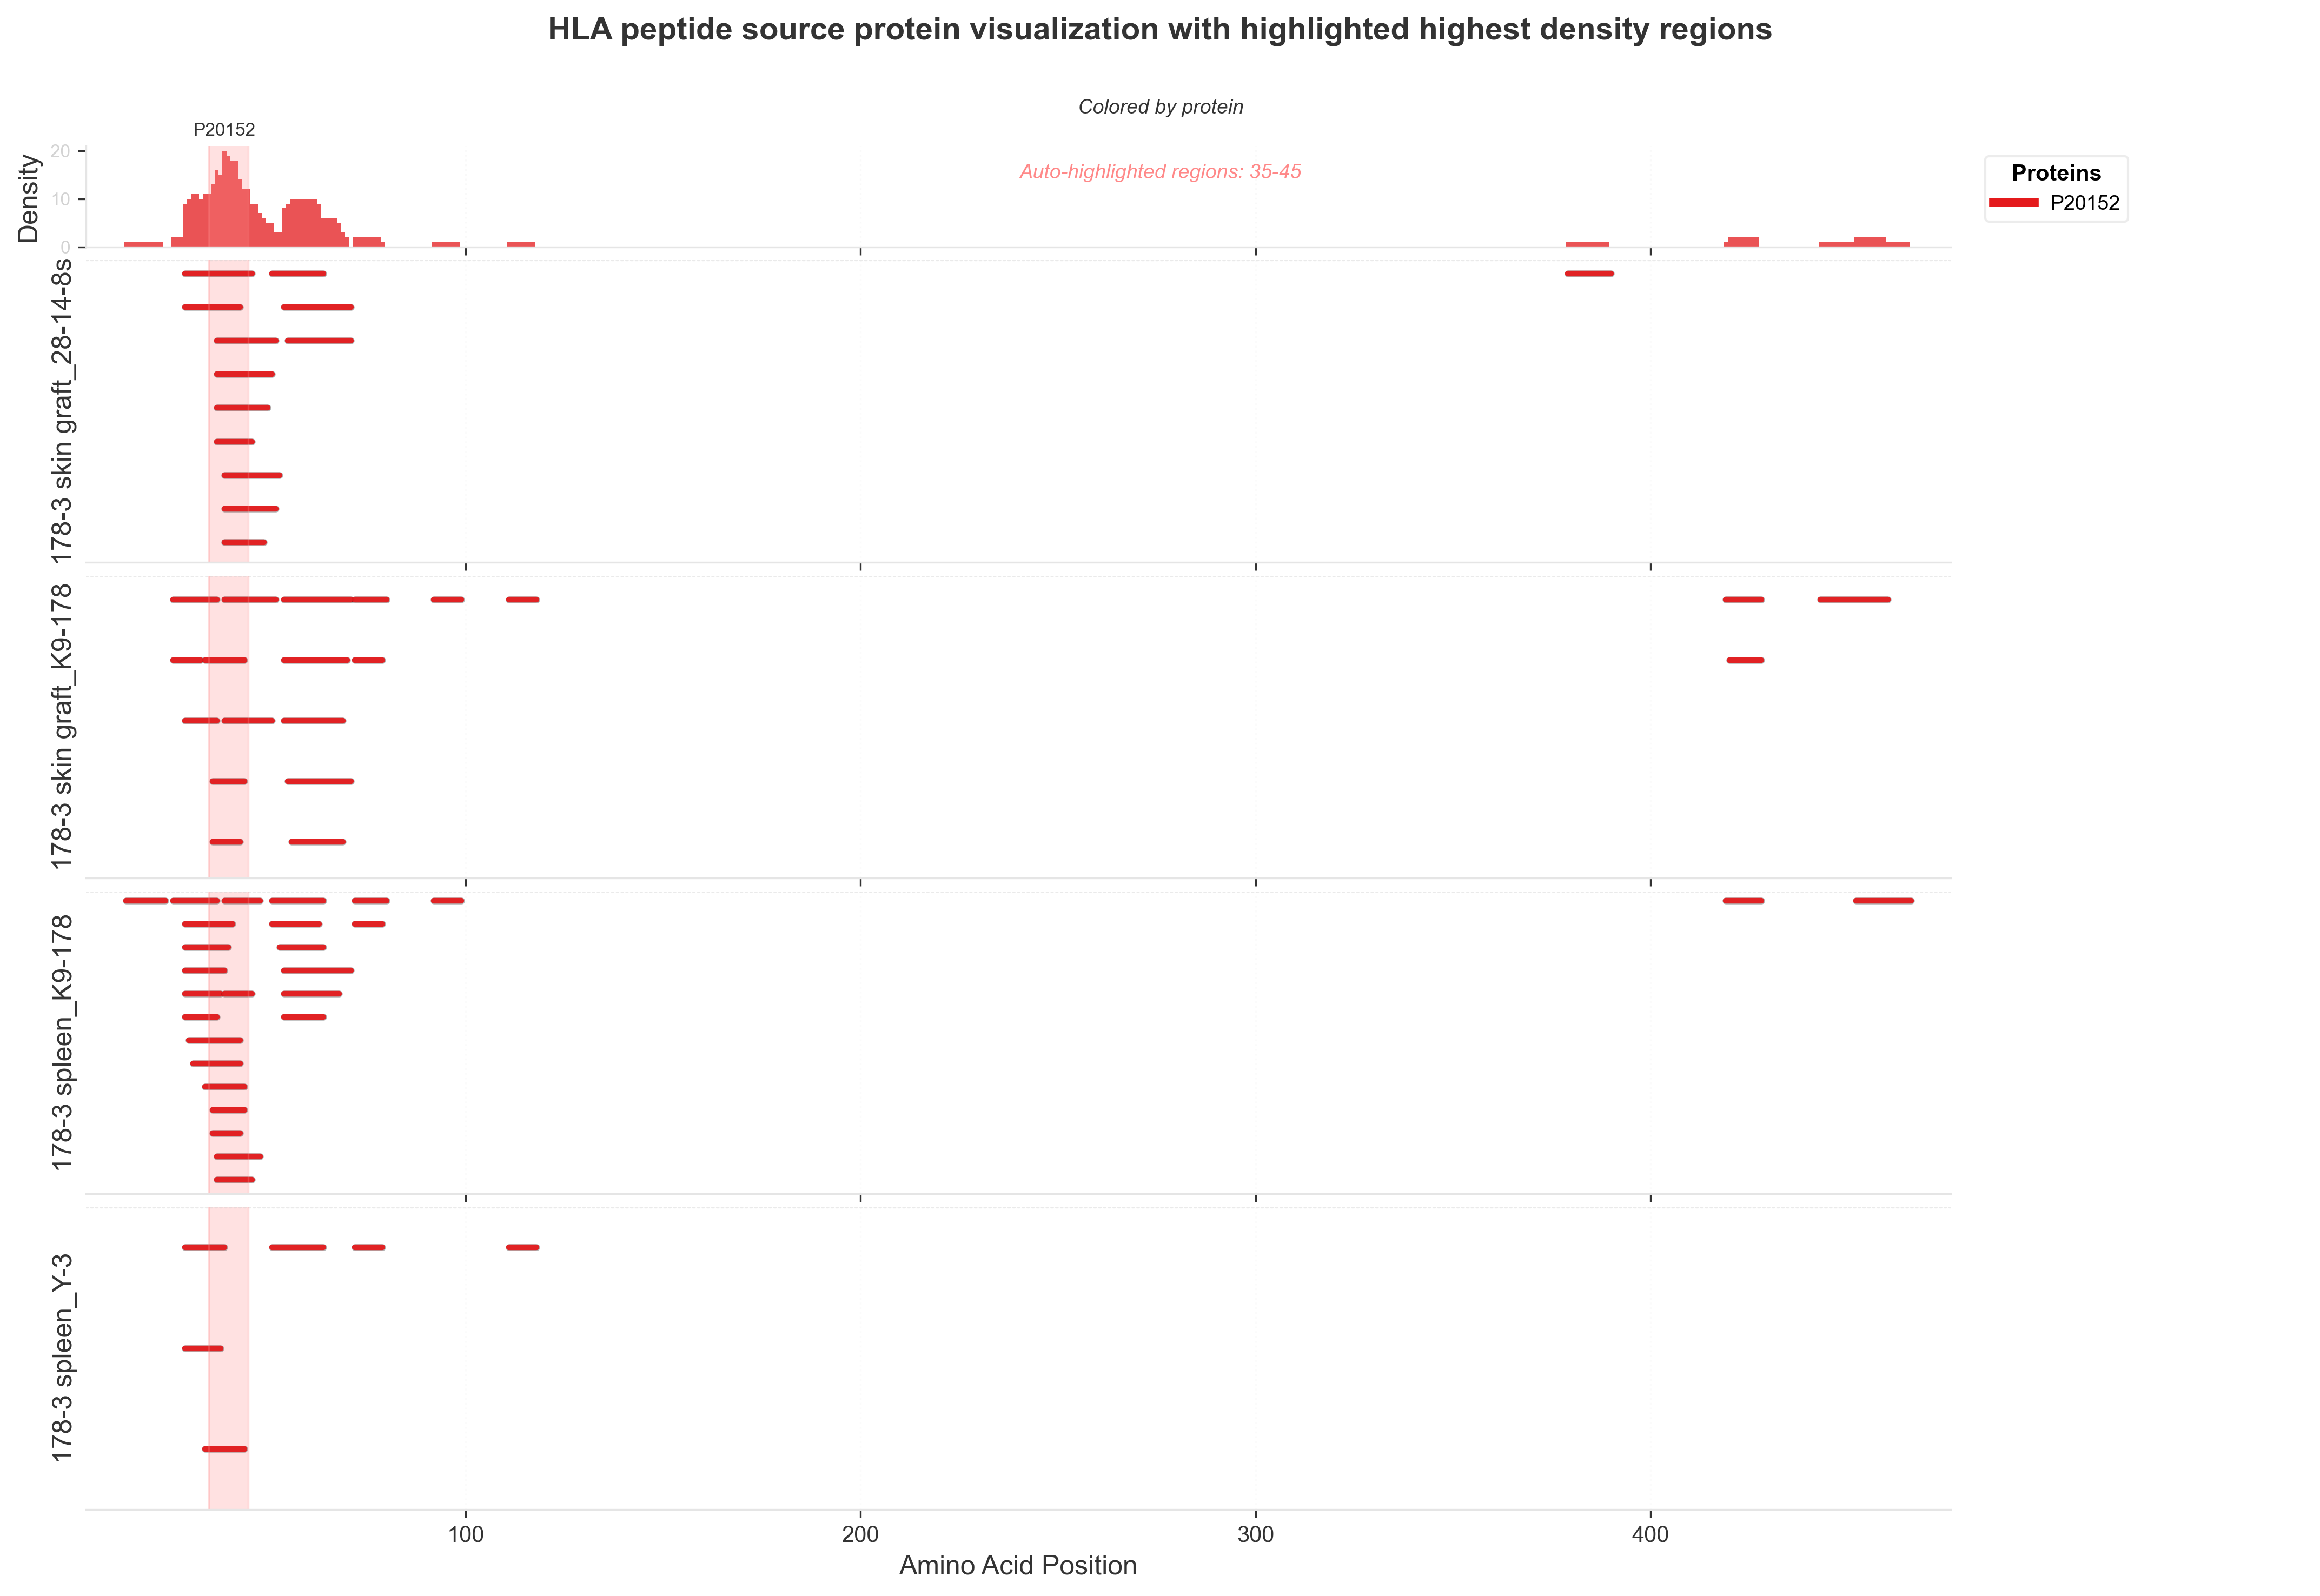 HLA peptide source protein visualization with highlighted highest density regions
Colored by protein
P20152
Auto-highlighted regions: 35-45
Density
20
10
0
Proteins
P20152
178-3 skin graft_28-14-8s
178-3 skin graft_K9-178
178-3 spleen_K9-178
178-3 spleen_Y-3
100
200
300
400
Amino Acid Position